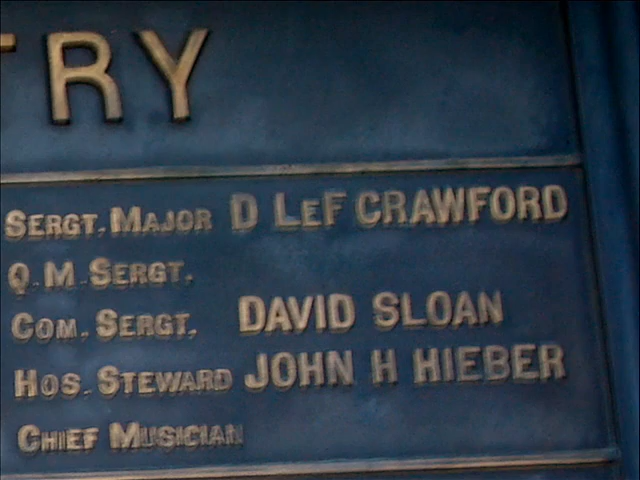 TRY
SERGT. MAJOR D LEF CRAWFORD
Q.M. SERGT.
COM. SERGT. DAVID SLOAN
HOS. STEWARD JOHN H HIEBER
CHIEF MUSICIAN